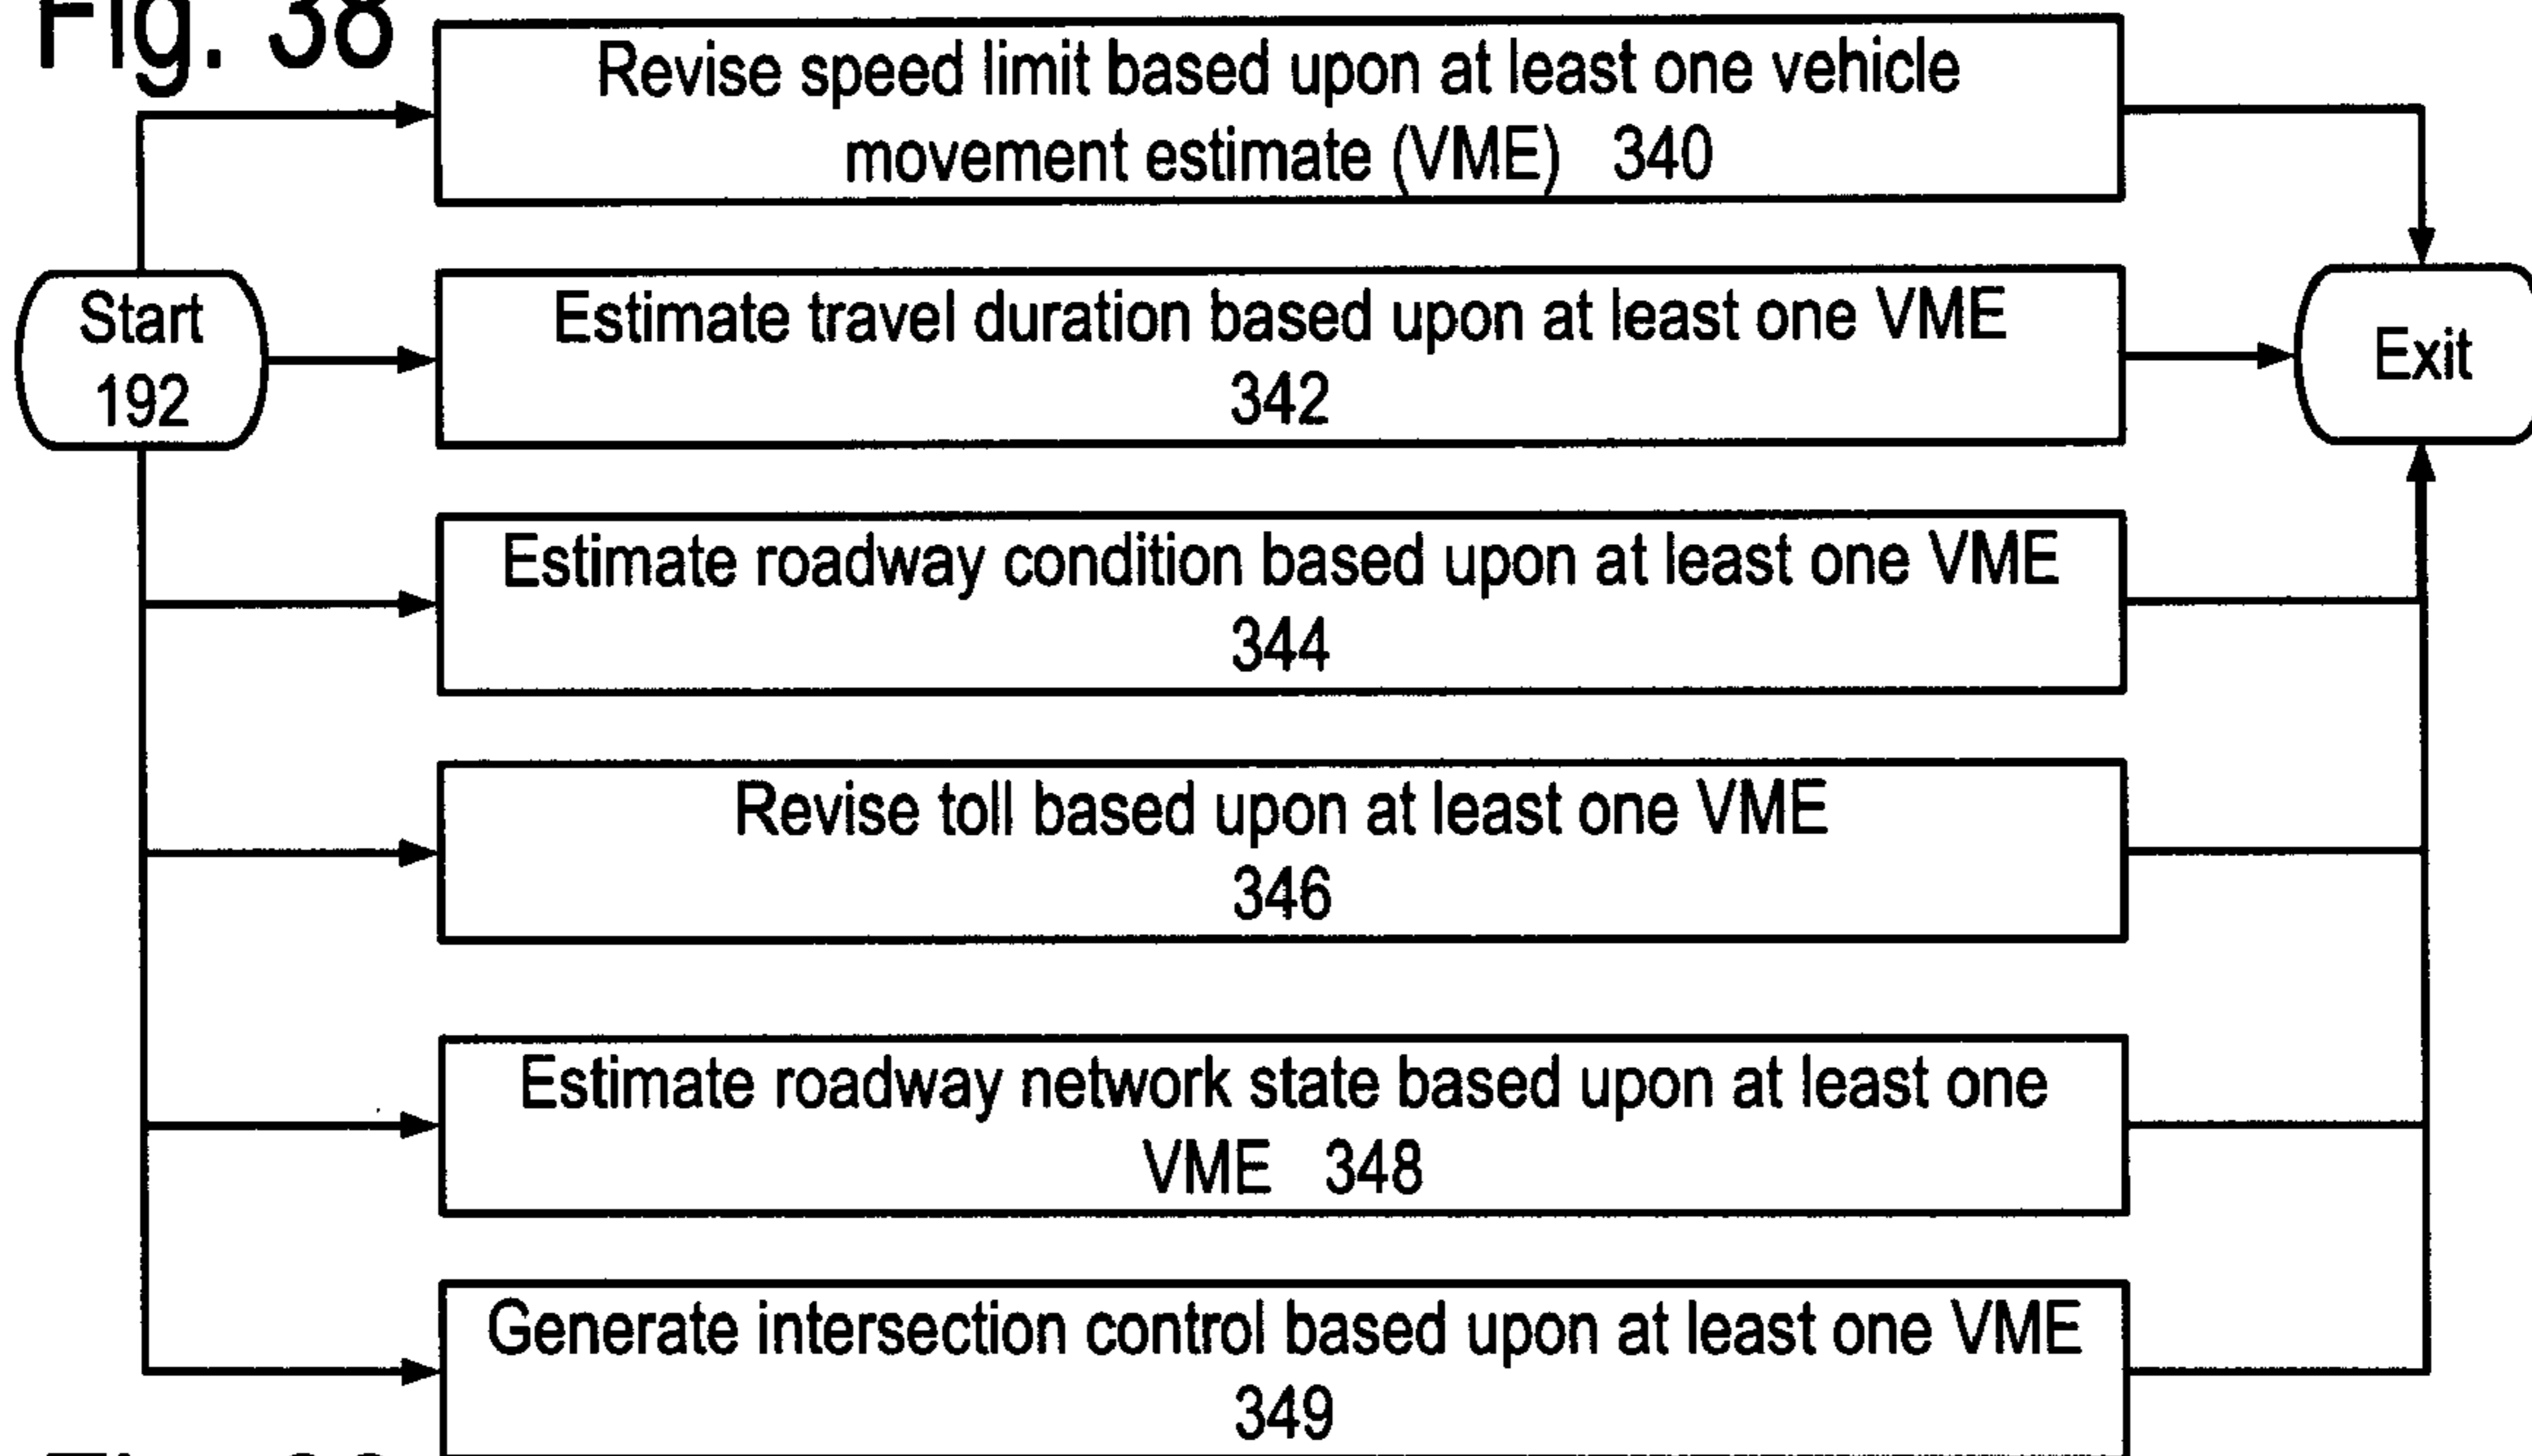 Fig. 38
Revise speed limit based upon at least one vehicle
movement estimate (VME) 340
Start
192
Estimate travel duration based upon at least one VME
342
Exit
Estimate roadway condition based upon at least one VME
344
Revise toll based upon at least one VME
346
Estimate roadway network state based upon at least one
VME 348
Generate intersection control based upon at least one VME
349